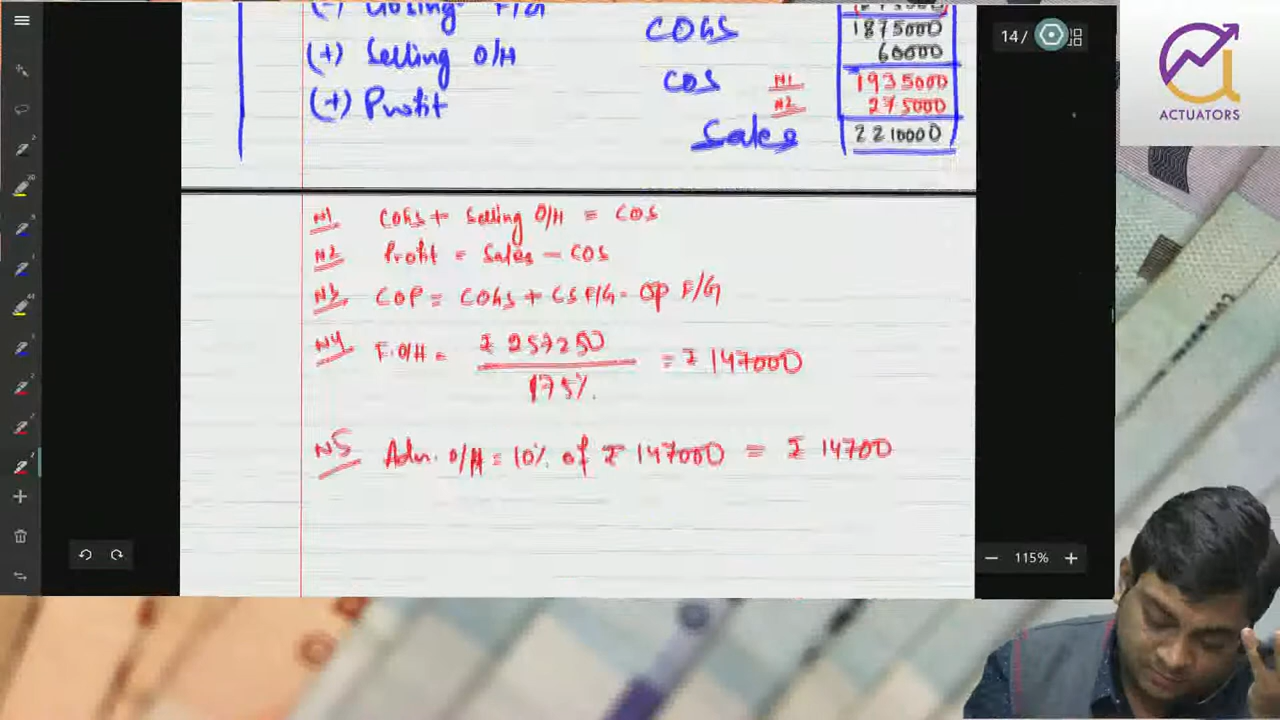 (-) Closing F/G
COGS 1875000
(+) Selling O/H 60000
COS N1 1935000
(+) Profit N2 275000
Sales 2210000
N1 COGS + Selling O/H = COS
N2 Profit = Sales - COS
N3 COP = COGS + CS F/G - OP F/G
N4 F.O/H = ₹ 257250 / 175% = ₹ 147000
N5 Adm. O/H = 10% of ₹ 147000 = ₹ 14700
14 /
ACTUATORS
115%